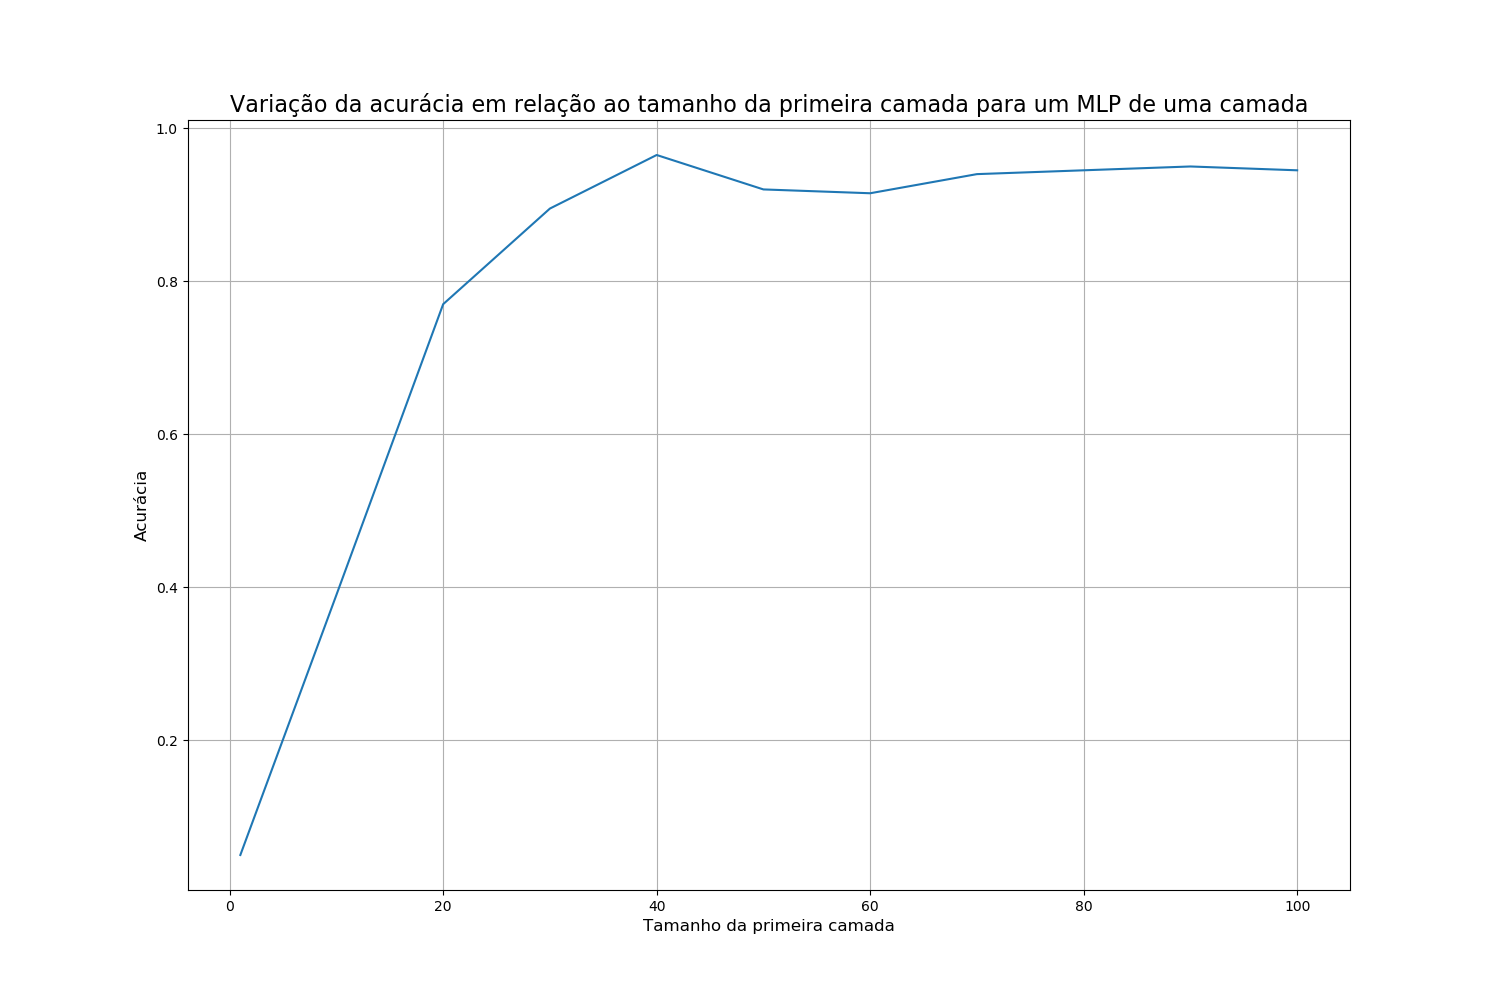 Variação da acurácia em relação ao tamanho da primeira camada para um MLP de uma camada
1.0
0.8
0.6
0.4
0.2
Acurácia
0 20 40 60 80 100
Tamanho da primeira camada